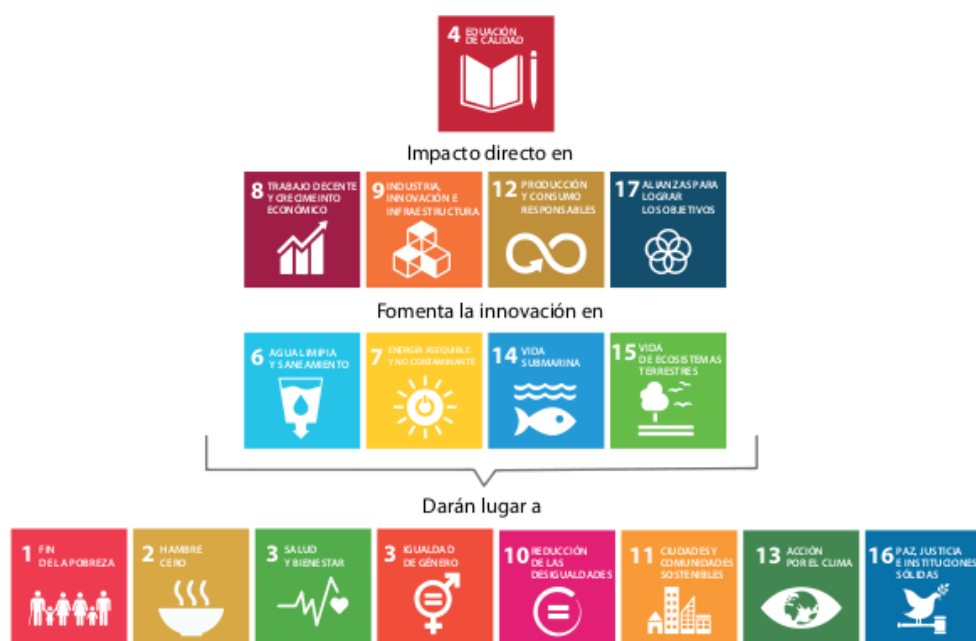 4 EDUACIÓN
DE CALIDAD
Impacto directo en
8 TRABAJO DECENTE
Y CRECIMEINTO
ECONÓMICO
9 INDUSTRIA,
INNOVACIÓN E
INFRAESTRUCTURA
12 PRODUCCIÓN
Y CONSUMO
RESPONSABLES
17 ALIANZAS PARA
LOGRAR
LOS OBJETIVOS
Fomenta la innovación en
6 AGUA LIMPIA
Y SANEAMIENTO
7 ENERGÍA ASEQUIBLE
Y NO CONTAMINANTE
14 VIDA
SUBMARINA
15 VIDA
DE ECOSISTEMAS
TERRESTRES
Darán lugar a
1 FIN
DE LA POBREZA
2 HAMBRE
CERO
3 SALUD
Y BIENESTAR
3 IGUALDAD
DE GÉNERO
10 REDUCCIÓN
DE LAS
DESIGUALDADES
11 CIUDADES Y
COMUNIDADES
SOSTENIBLES
13 ACCIÓN
POR EL CLIMA
16 PAZ, JUSTICIA
E INSTITUCIONES
SÓLIDAS